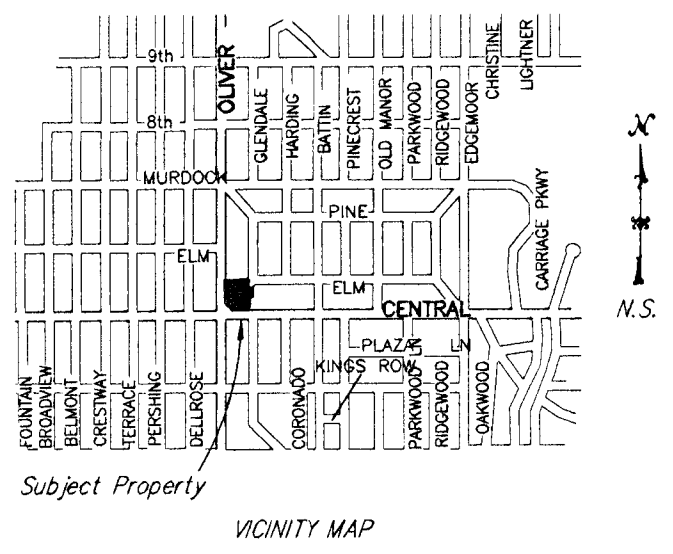 9th
OLIVER
CHRISTINE
LIGHTNER
8th
GLENDALE
HARDING
BATTIN
PINECREST
OLD MANOR
PARKWOOD
RIDGEWOOD
EDGEMOOR
N
MURDOCK
PINE
CARRIAGE PKWY
ELM
ELM
CENTRAL
N.S.
PLAZA LN
KINGS ROW
FOUNTAIN
BROADVIEW
BELMONT
CRESTWAY
TERRACE
PERSHING
DELLROSE
CORONADO
PARKWOOD LN
RIDGEWOOD
OAKWOOD
Subject Property
VICINITY MAP